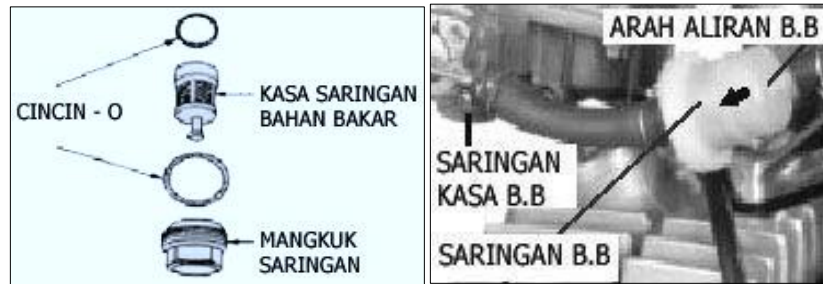 CINCIN - O
KASA SARINGAN
BAHAN BAKAR
MANGKUK
SARINGAN
ARAH ALIRAN B.B
SARINGAN
KASA B.B
SARINGAN B.B